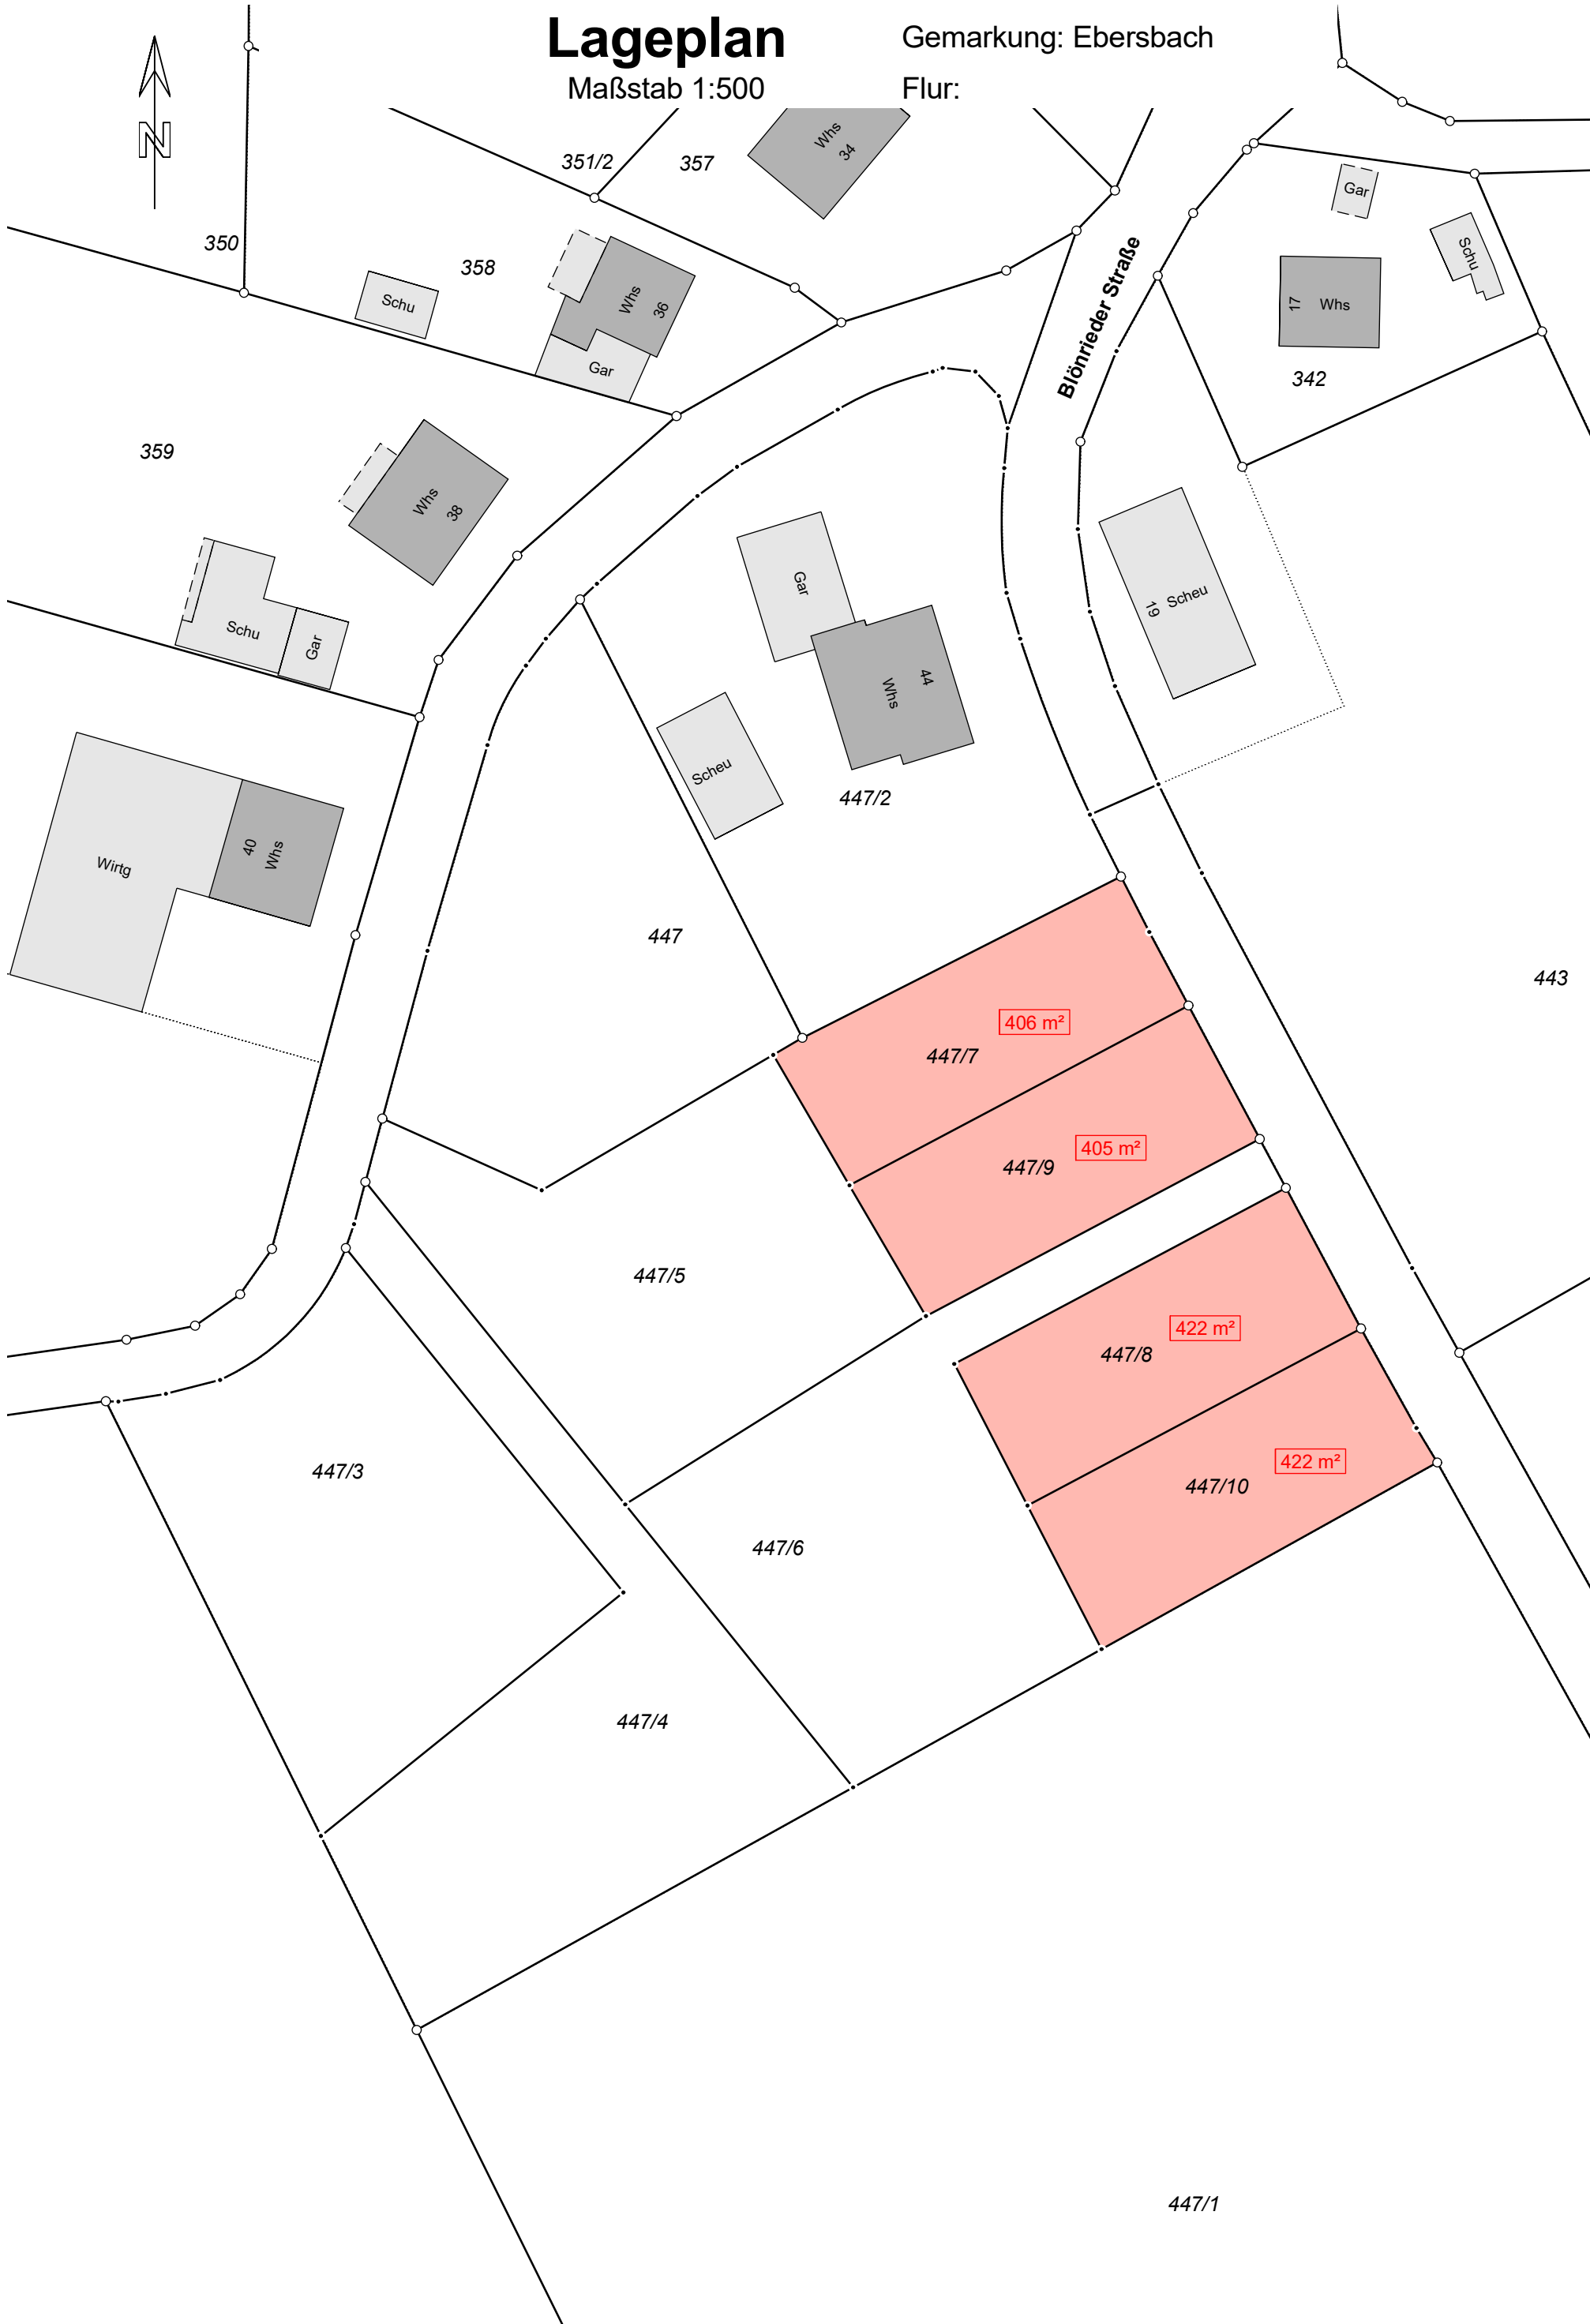 Lageplan
Maßstab 1:500
Gemarkung: Ebersbach
Flur:
N
351/2
357
Whs
34
Gar
350
358
Schu
Whs
36
Gar
Blönrieder Straße
Schu
17
Whs
342
359
Whs
38
Schu
Gar
Gar
19
Scheu
Whs
44
Scheu
447/2
Wirtg
40
Whs
447
443
406 m²
447/7
405 m²
447/9
447/5
422 m²
447/8
447/3
422 m²
447/10
447/6
447/4
447/1